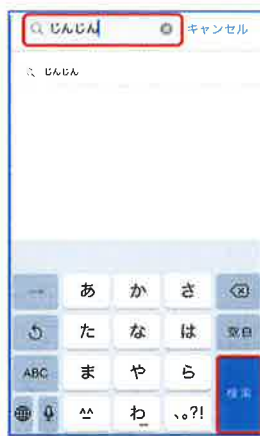 じんじん キャンセル
じんじん
→ あ か さ
た な は 空白
ABC ま や ら 検索
^^ わ 、。?!